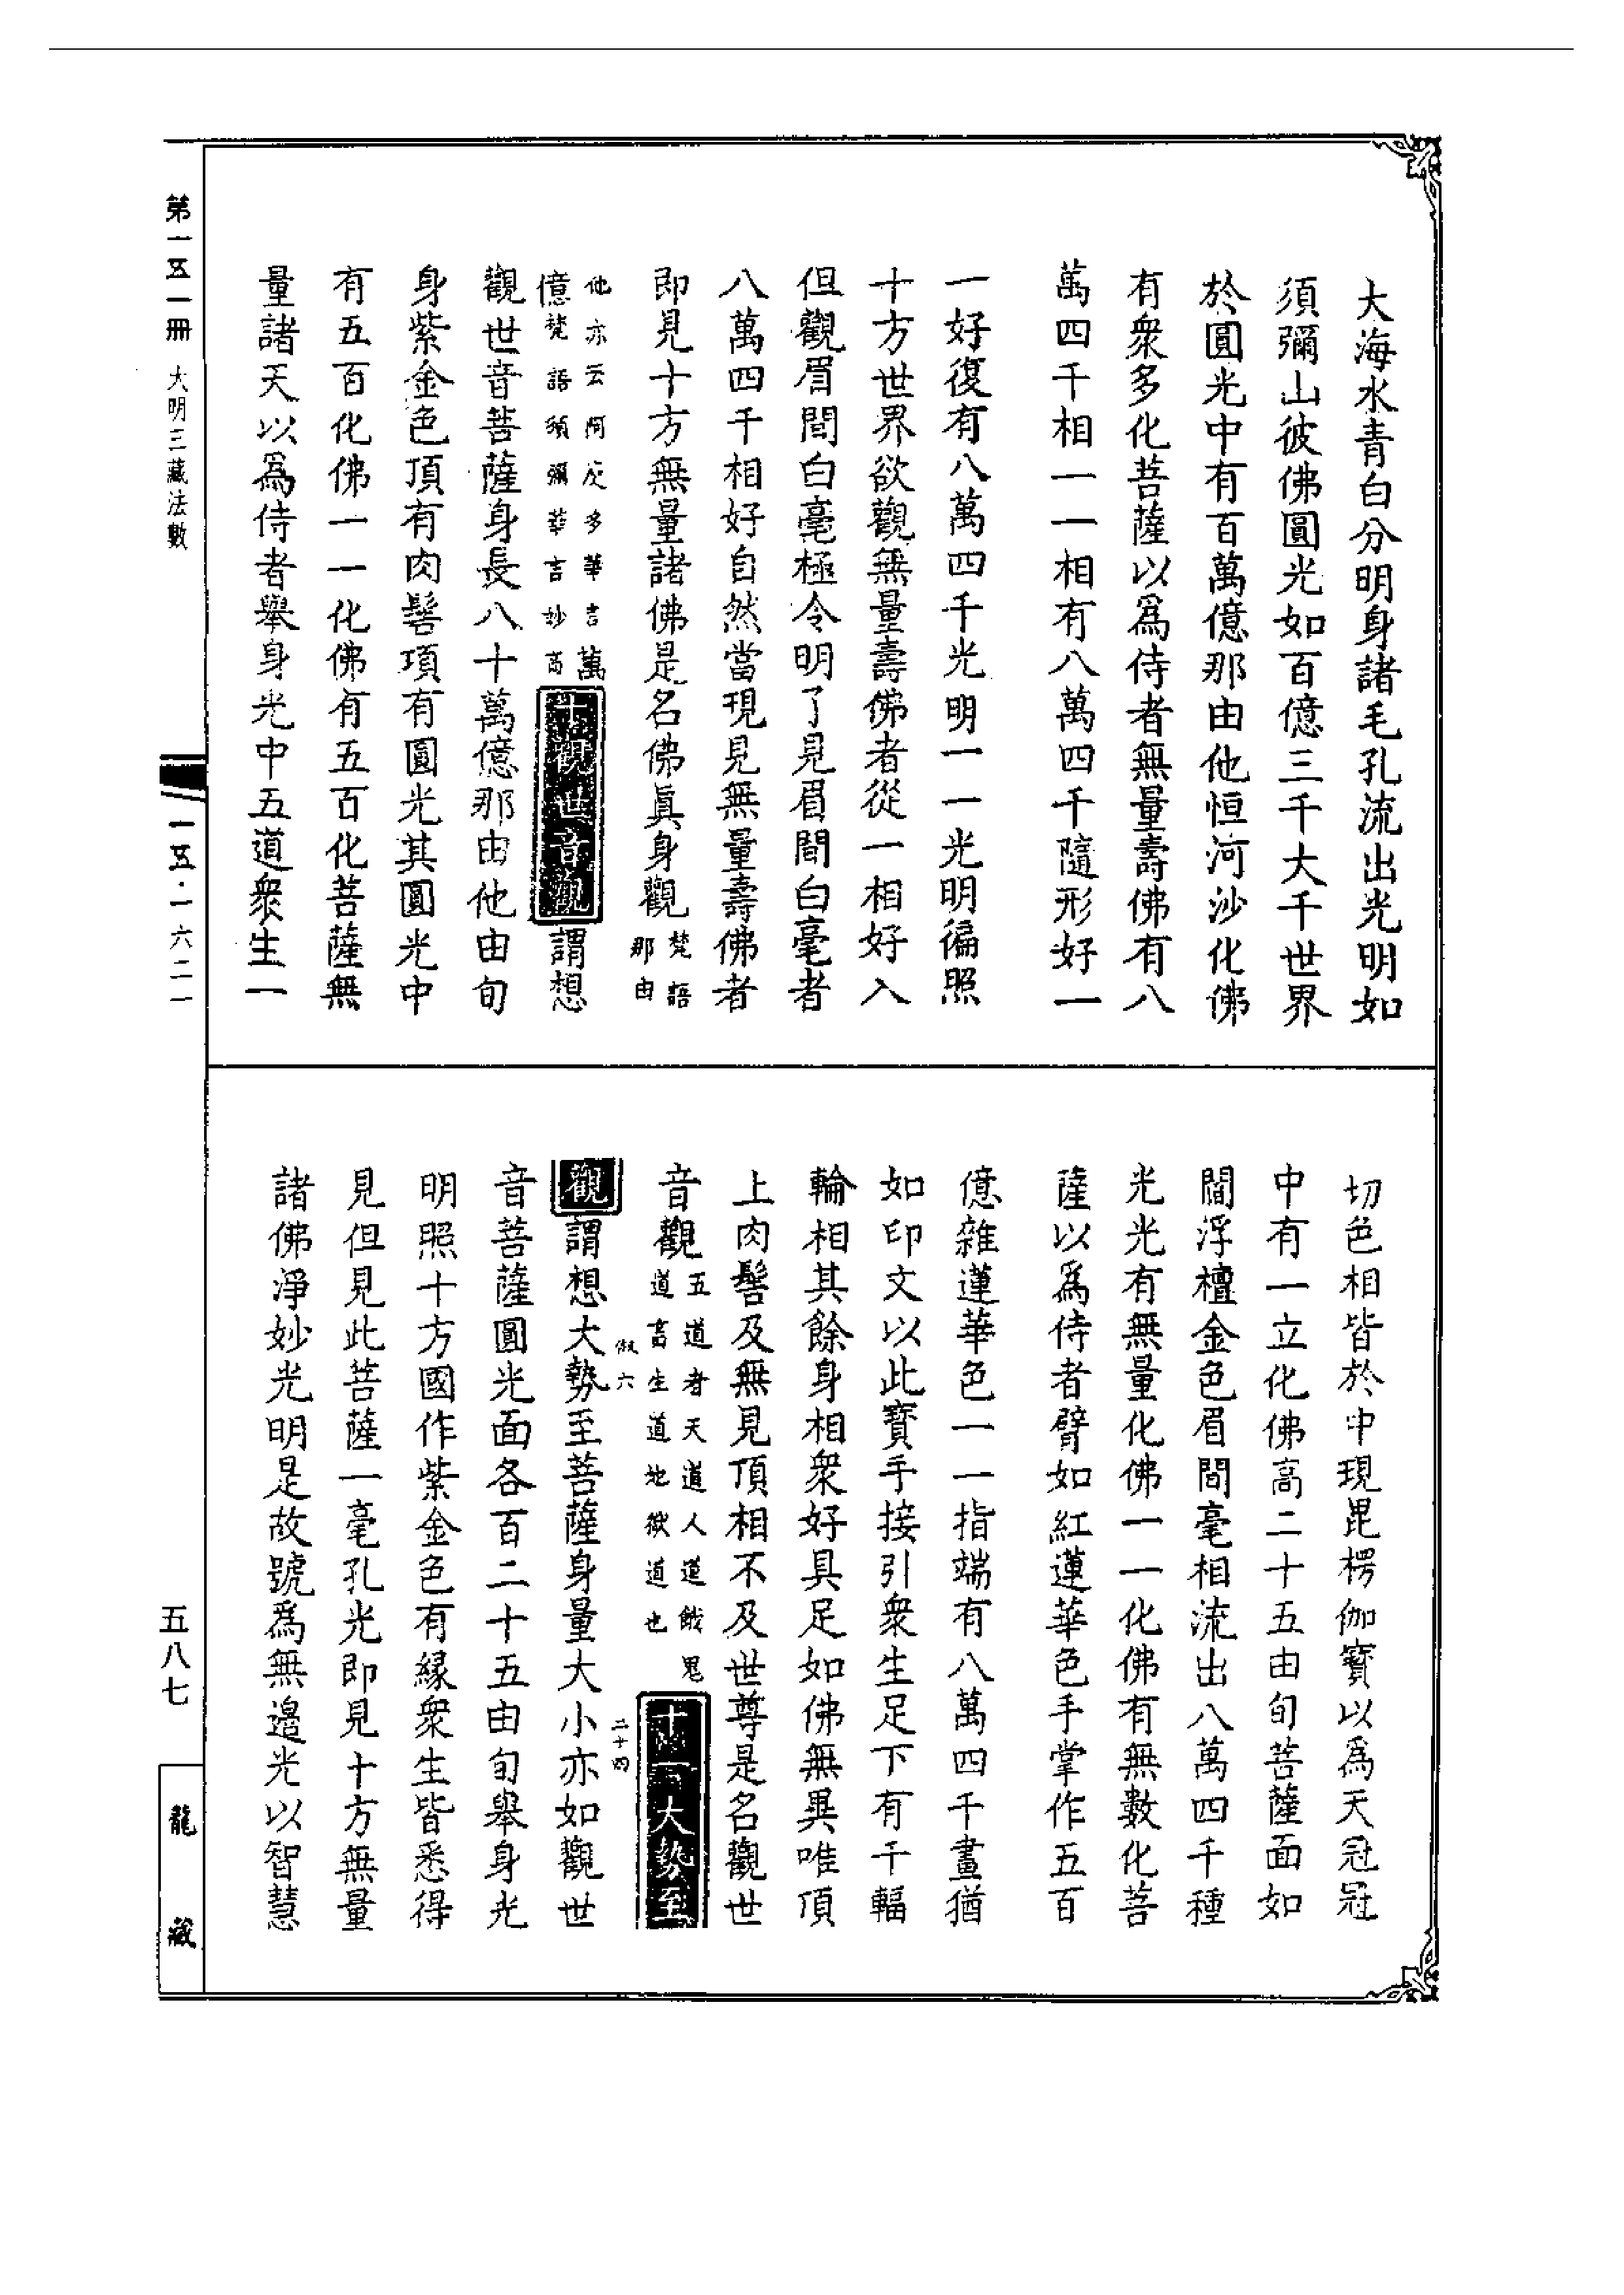 大海水青白分明身諸毛孔流出光明如
須彌山彼佛圓光如百億三千大千世界
於圓光中有百萬億那由他恒河沙化佛
有衆多化菩薩以爲侍者無量壽佛有八
萬四千相一一相有八萬四千隨形好一
一好復有八萬四千光明一一光明徧照
十方世界欲觀無量壽佛者從一相好入
但觀眉間白毫極令明了見眉間白毫者
八萬四千相好自然當現見無量壽佛者
即見十方無量諸佛是名佛眞身觀梵語那由
他亦云阿庾多華言萬億梵語須彌華言妙高十觀世音觀謂想
觀世音菩薩身長八十萬億那由他由旬
身紫金色頂有肉髻項有圓光其圓光中
有五百化佛一一化佛有五百化菩薩無
量諸天以爲侍者舉身光中五道衆生一
切色相皆於中現毘楞伽寶以爲天冠冠
中有一立化佛高二十五由旬菩薩面如
閻浮檀金色眉間毫相流出八萬四千種
光光有無量化佛一一化佛有無數化菩
薩以爲侍者臂如紅蓮華色手掌作五百
億雜蓮華色一一指端有八萬四千畫猶
如印文以此寶手接引衆生足下有千輻
輪相其餘身相衆好具足如佛無異唯頂
上肉髻及無見頂相不及世尊是名觀世
音觀五道者天道人道餓鬼道畜生道地獄道也十一大勢至
六
二十四
觀謂想大勢至菩薩身量大小亦如觀世
音菩薩圓光面各百二十五由旬舉身光
明照十方國作紫金色有緣衆生皆悉得
見但見此菩薩一毫孔光即見十方無量
諸佛淨妙光明是故號爲無邊光以智慧
第一五一冊 大明三藏法數
一五·一六二一
五八七
龍藏